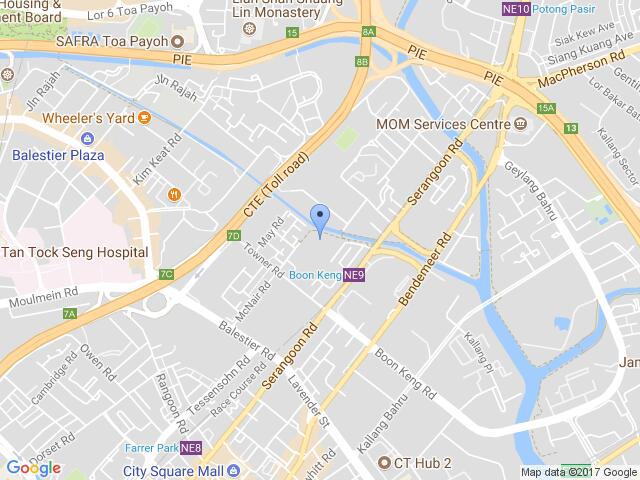 Housing &
ment Board
Lor 6 Toa Payoh
Lian Shan Shuang
Lin Monastery
NE10
Potong Pasir
SAFRA Toa Payoh
15
8A
Siak Kew Ave
Siang Kuang Ave
PIE
PIE
PIE
8B
MacPherson Rd
Jln Rajah
Jln Rajah
Genti
Lor Bakar Bat
15A
Wheeler's Yard
MOM Services Centre
13
Balestier Plaza
Kim Keat Rd
CTE (Toll road)
Serangoon Rd
Geylang Bahru
Kallang Sector
Tan Tock Seng Hospital
7D
May Rd
Towner Rd
Bendemeer Rd
7C
Boon Keng
NE9
Moulmein Rd
McNair Rd
7A
Balestier Rd
Serangoon Rd
Kallang Pl
Owen Rd
Cambridge Rd
Tessensohn Rd
Race Course Rd
Boon Keng Rd
Jan
Rangoon Rd
Lavender St
Kallang Bahru
Dorset Rd
Farrer Park
NE8
City Square Mall
whitt Rd
CT Hub 2
Google
Map data ©2017 Google